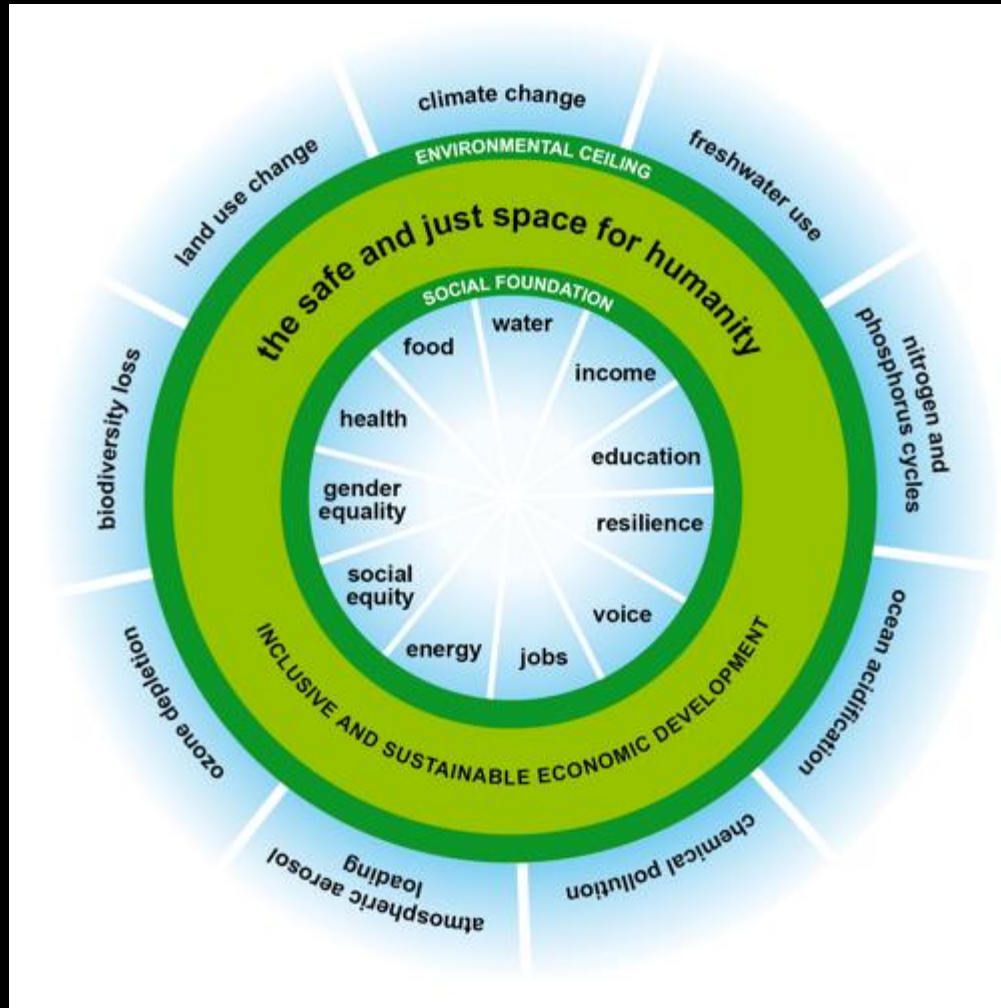 climate change
freshwater use
nitrogen and
phosphorus cycles
ocean acidification
chemical pollution
atmospheric aerosol
loading
ozone depletion
biodiversity loss
land use change
ENVIRONMENTAL CEILING
the safe and just space for humanity
SOCIAL FOUNDATION
water
income
education
resilience
voice
jobs
energy
social
equity
gender
equality
health
food
INCLUSIVE AND SUSTAINABLE ECONOMIC DEVELOPMENT